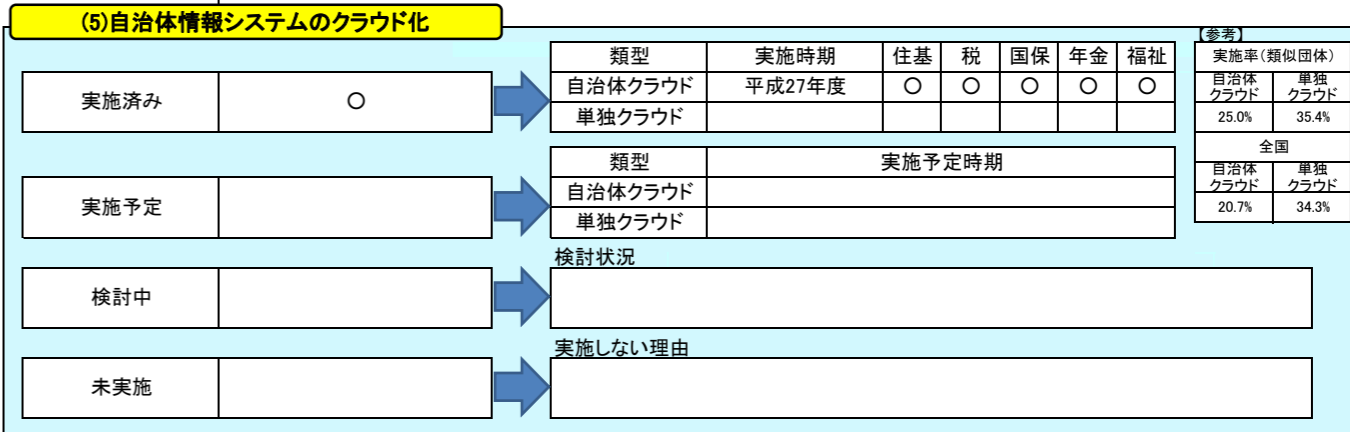 (5)自治体情報システムのクラウド化
実施済み ○
類型 実施時期 住基 税 国保 年金 福祉
自治体クラウド 平成27年度 ○ ○ ○ ○ ○
単独クラウド
【参考】
実施率(類似団体)
自治体クラウド 単独クラウド
25.0% 35.4%
全国
自治体クラウド 単独クラウド
20.7% 34.3%
実施予定
類型 実施予定時期
自治体クラウド
単独クラウド
検討中
検討状況
未実施
実施しない理由